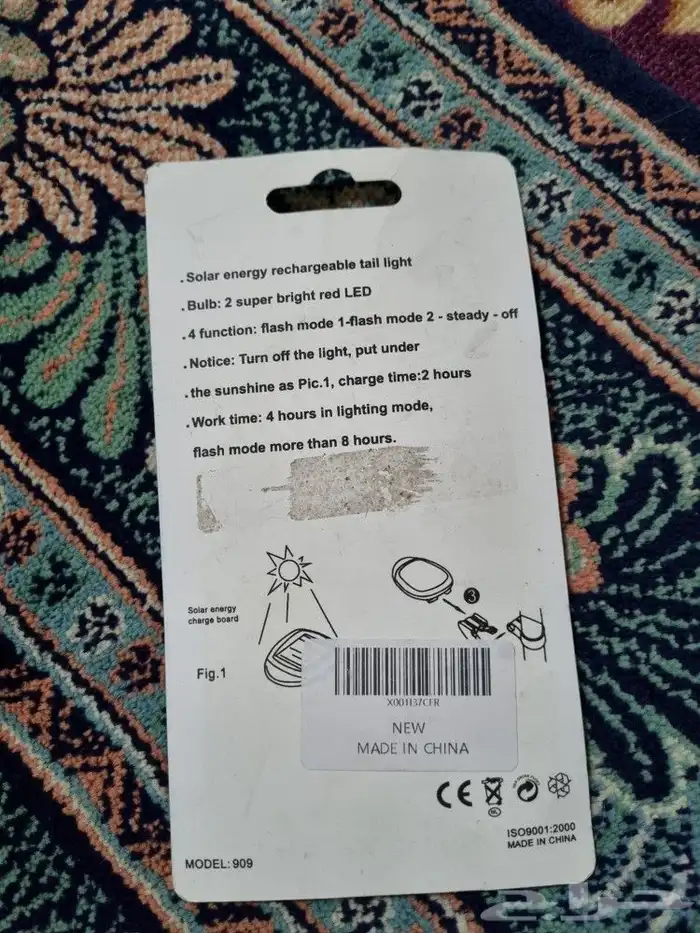 .Solar energy rechargeable tail light
.Bulb: 2 super bright red LED
.4 function: flash mode 1-flash mode 2 - steady - off
.Notice: Turn off the light, put under
.the sunshine as Pic.1, charge time:2 hours
.Work time: 4 hours in lighting mode,
flash mode more than 8 hours.
3
Solar energy
charge board
Fig.1
X001I37CFR
NEW
MADE IN CHINA
CE
ISO9001:2000
MADE IN CHINA
MODEL: 909
حراج